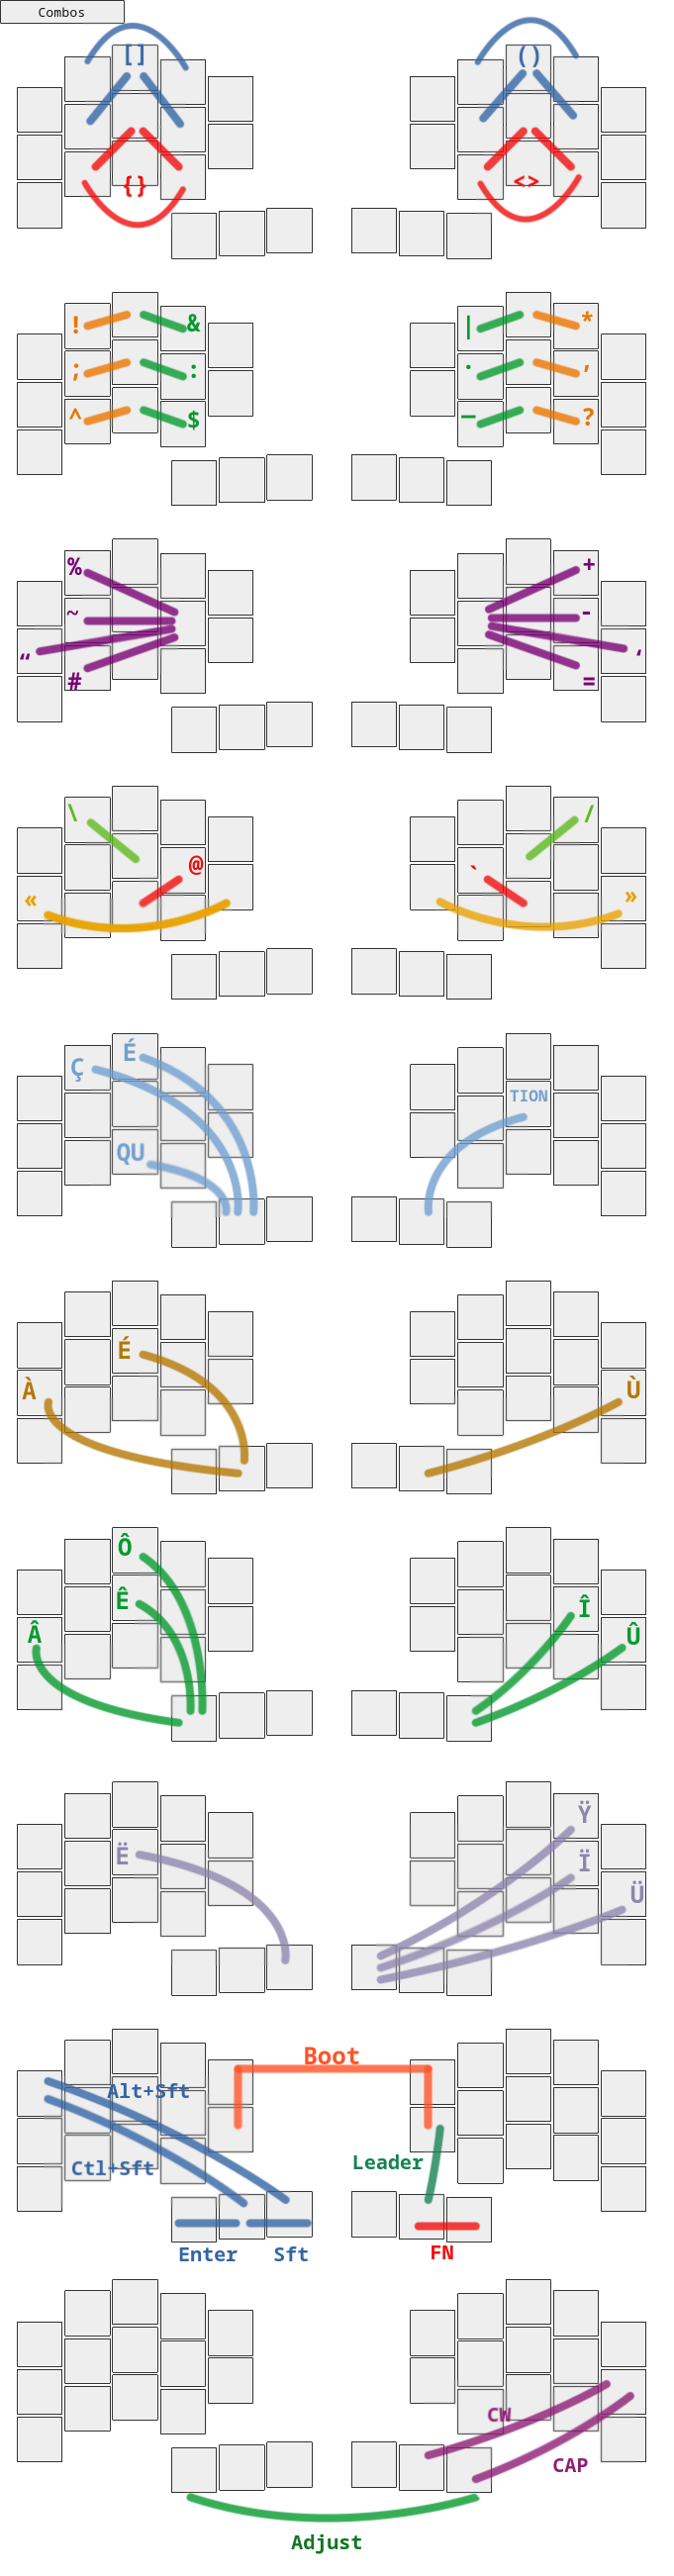 Combos
[] ()
{} <>
! & | *
; : . ,
^ $ — ?
% +
~ -
“ ‘
# =
\ /
@ `
« »
Ç É
QU TION
É
À Ù
Ô
Ê Î
Â Û
Ÿ
Ë Ï
Ü
Boot
Alt+Sft
Leader
Ctl+Sft
Enter Sft FN
CW
CAP
Adjust